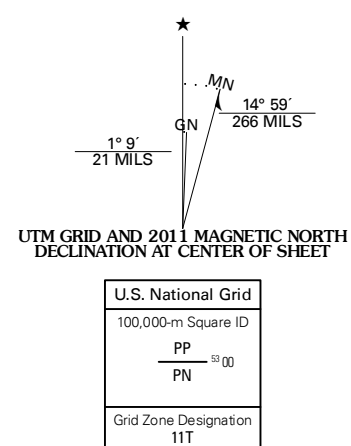 ★
MN
GN
14° 59´
266 MILS
1° 9´
21 MILS
UTM GRID AND 2011 MAGNETIC NORTH
DECLINATION AT CENTER OF SHEET
U.S. National Grid
100,000-m Square ID
PP
53 00
PN
Grid Zone Designation
11T